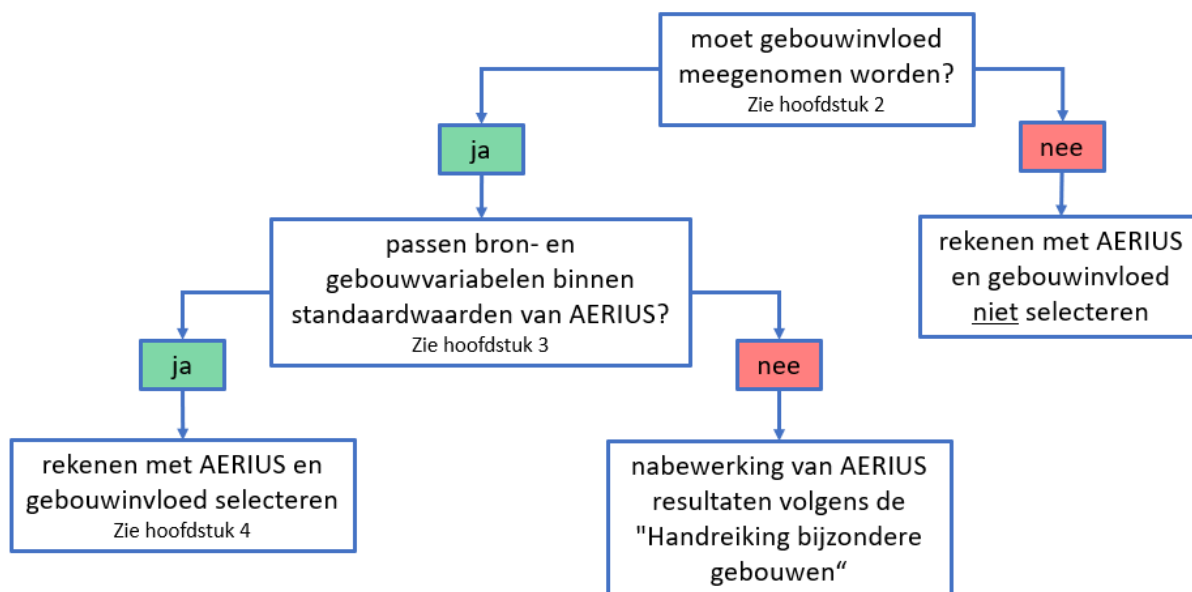 moet gebouwinvloed
meegenomen worden?
Zie hoofdstuk 2
ja
nee
passen bron- en
gebouwvariabelen binnen
standaardwaarden van AERIUS?
Zie hoofdstuk 3
rekenen met AERIUS
en gebouwinvloed
niet selecteren
ja
nee
rekenen met AERIUS en
gebouwinvloed selecteren
Zie hoofdstuk 4
nabewerking van AERIUS
resultaten volgens de
"Handreiking bijzondere
gebouwen“